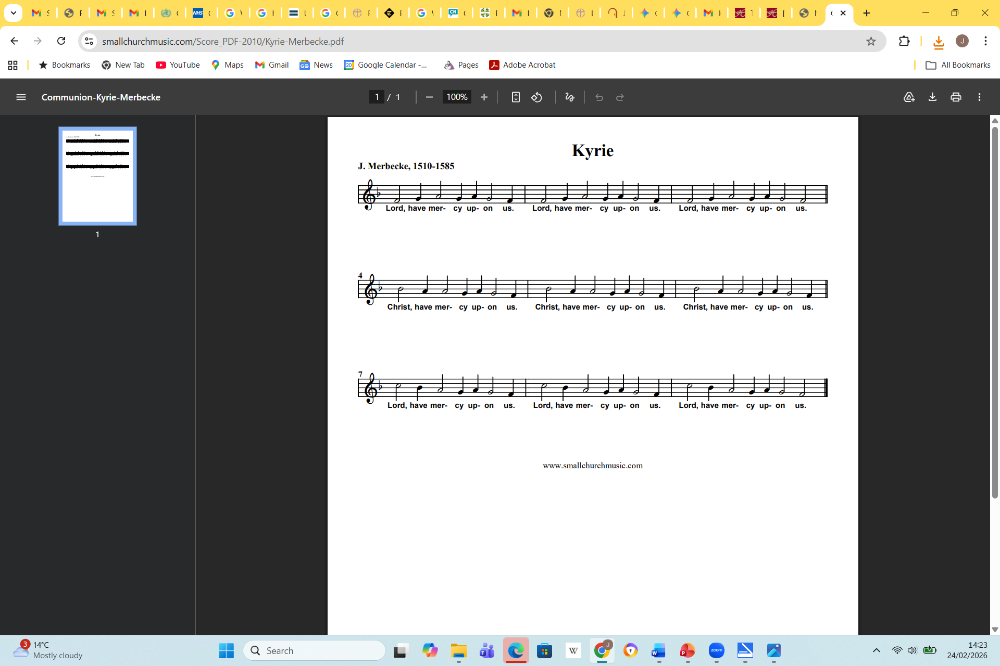 smallchurchmusic.com/Score_PDF-2010/Kyrie-Merbecke.pdf
J
Bookmarks New Tab YouTube Maps Gmail News Google Calendar -... Pages Adobe Acrobat All Bookmarks
Communion-Kyrie-Merbecke 1 / 1 100%
1
Kyrie
J. Merbecke, 1510-1585
Lord, have mer- cy up- on us. Lord, have mer- cy up- on us. Lord, have mer- cy up- on us.
4
Christ, have mer- cy up- on us. Christ, have mer- cy up- on us. Christ, have mer- cy up- on us.
7
Lord, have mer- cy up- on us. Lord, have mer- cy up- on us. Lord, have mer- cy up- on us.
www.smallchurchmusic.com
3 14°C
Mostly cloudy
Search
14:23
24/02/2026